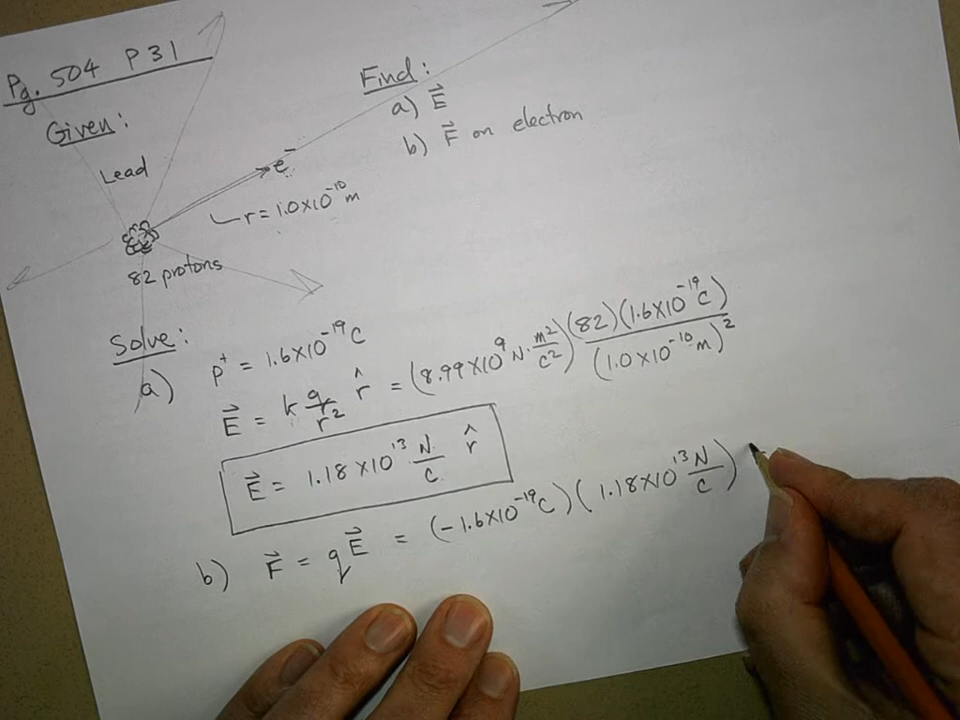 Pg. 504 P 31
Given:
Lead
e⁻
r = 1.0×10⁻¹⁰ m
82 protons
Find:
a) E⃗
b) F⃗ on electron
Solve:
a) p⁺ = 1.6×10⁻¹⁹ C
E⃗ = k q/r² r̂ = (8.99×10⁹ N·m²/c²) (82)(1.6×10⁻¹⁹ C)/(1.0×10⁻¹⁰ m)²
E⃗ = 1.18×10¹³ N/c r̂
b) F⃗ = qE⃗ = (-1.6×10⁻¹⁹ C)(1.18×10¹³ N/c)